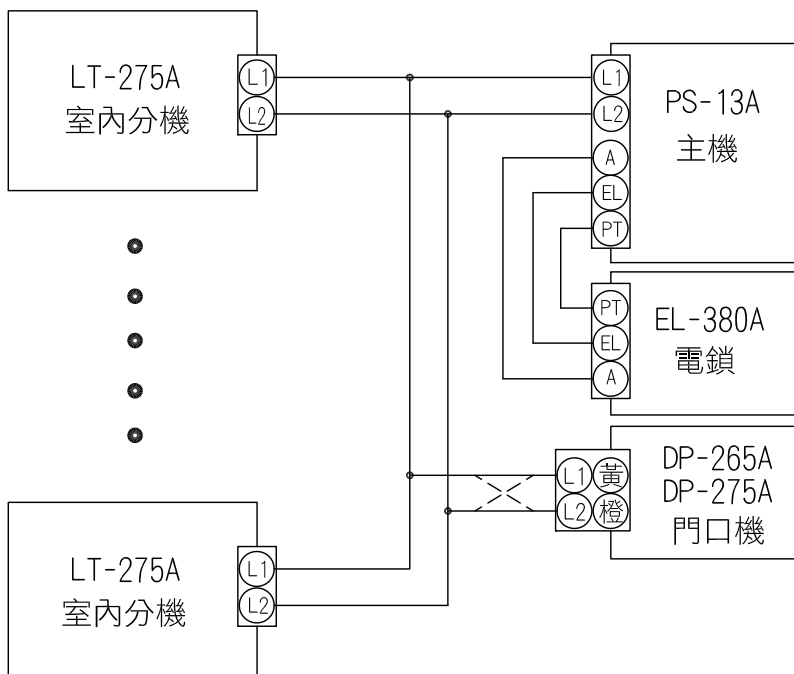 LT-275A
室內分機
L1
L2
L1
L2
A
EL
PT
PS-13A
主機
PT
EL
A
EL-380A
電鎖
L1 黃
L2 橙
DP-265A
DP-275A
門口機
LT-275A
室內分機
L1
L2